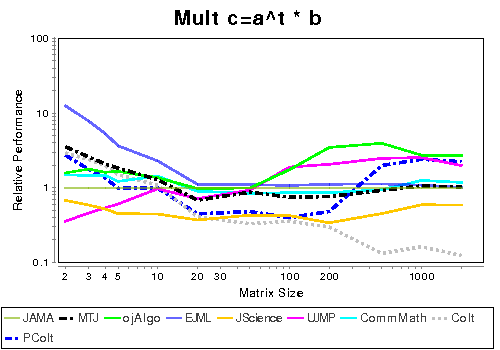 Mult c=a^t * b
100
10
1
0.1
Relative Performance
2 3 4 5 10 20 30 100 200 1000
Matrix Size
JAMA MTJ ojAlgo EJML JScience UJMP CommMath Colt
PColt